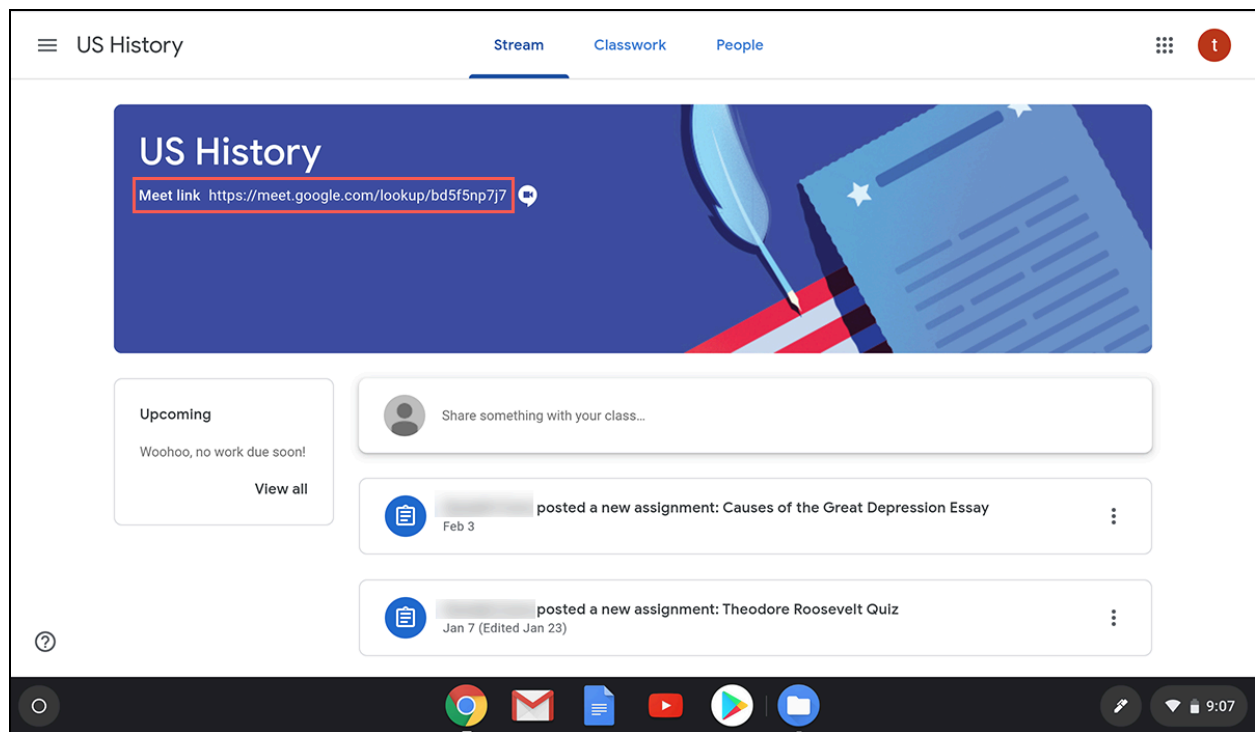 US History
Stream
Classwork
People
t
US History
Meet link https://meet.google.com/lookup/bd5f5np7j7
Upcoming
Woohoo, no work due soon!
View all
Share something with your class...
posted a new assignment: Causes of the Great Depression Essay
Feb 3
posted a new assignment: Theodore Roosevelt Quiz
Jan 7 (Edited Jan 23)
9:07